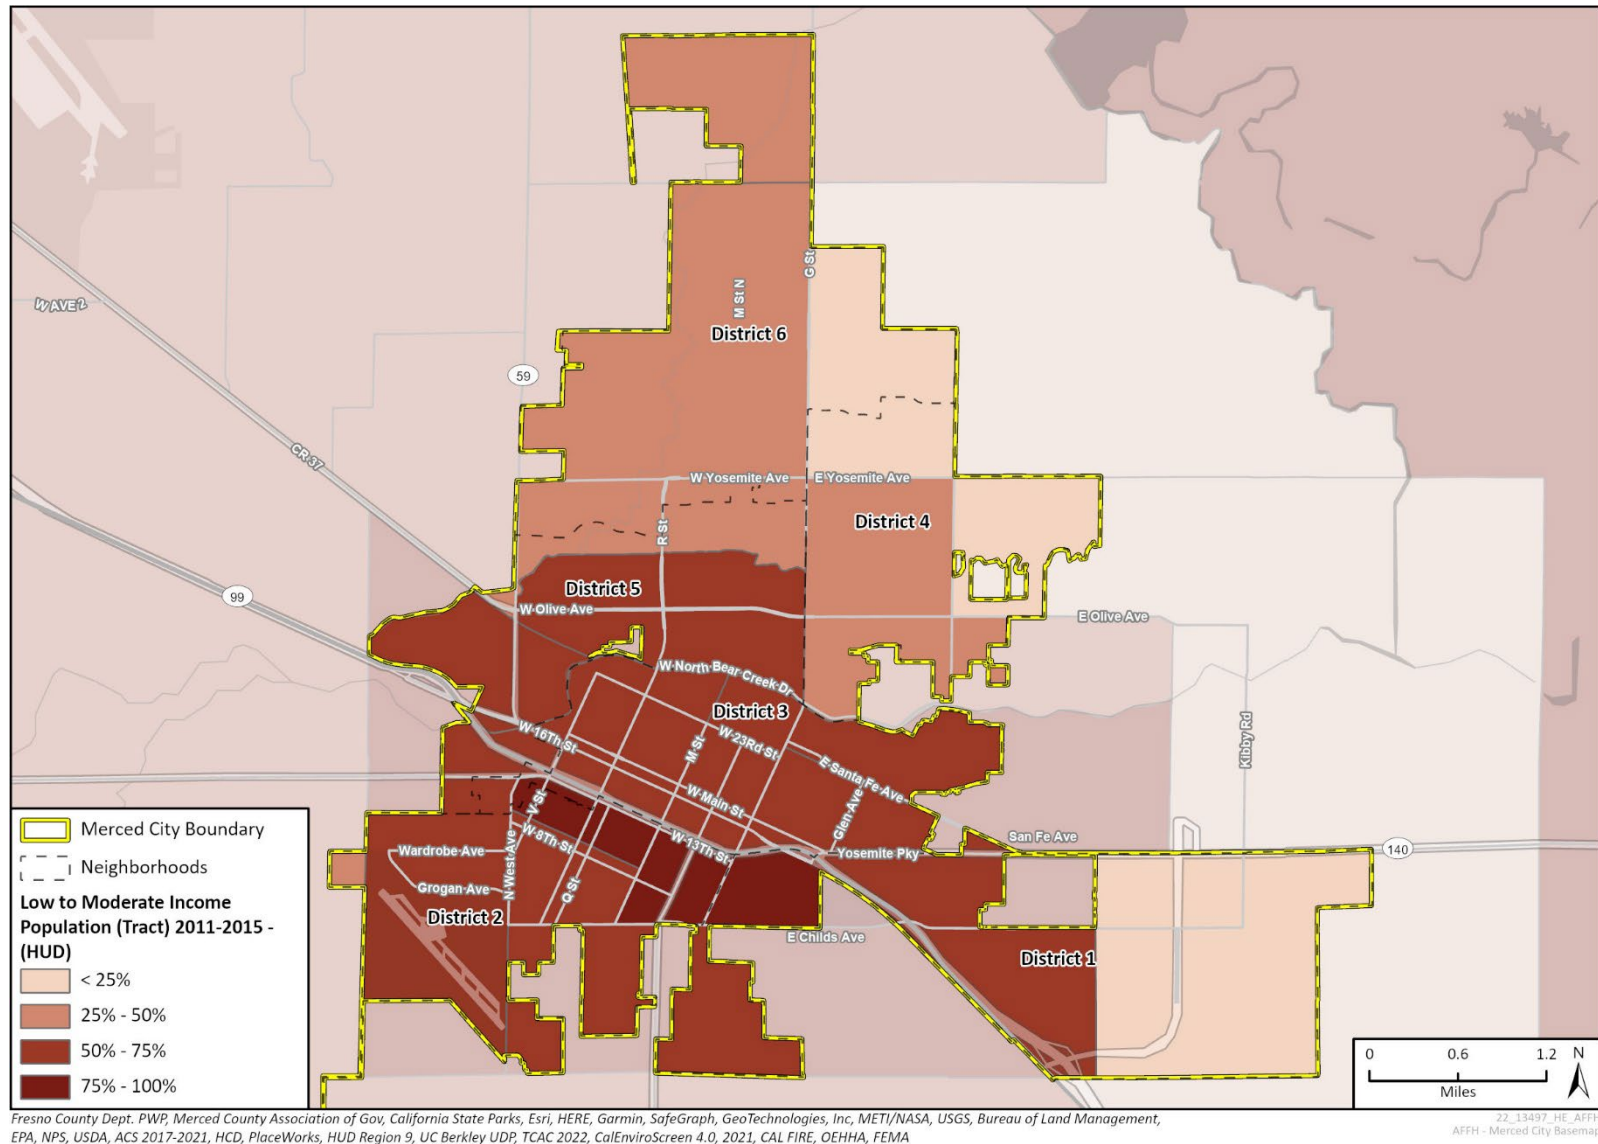 G St
M St N
W AVE 2
District 6
59
CR 37
W Yosemite Ave
E Yosemite Ave
District 4
R St
District 5
99
W Olive Ave
E Olive Ave
W North Bear Creek Dr
District 3
W 16Th St
M St
W 23Rd St
Kibby Rd
E Santa Fe Ave
W Main St
V St
Glen Ave
San Fe Ave
W 8Th St
W 13Th St
Yosemite Pky
140
Wardrobe Ave
N West Ave
Grogan Ave
Q St
District 2
E Childs Ave
District 1
Merced City Boundary
Neighborhoods
Low to Moderate Income
Population (Tract) 2011-2015 -
(HUD)
< 25%
25% - 50%
50% - 75%
75% - 100%
0 0.6 1.2 N
Miles
Fresno County Dept. PWP, Merced County Association of Gov, California State Parks, Esri, HERE, Garmin, SafeGraph, GeoTechnologies, Inc, METI/NASA, USGS, Bureau of Land Management,
EPA, NPS, USDA, ACS 2017-2021, HCD, PlaceWorks, HUD Region 9, UC Berkley UDP, TCAC 2022, CalEnviroScreen 4.0, 2021, CAL FIRE, OEHHA, FEMA
22_13497_HE_AFFH
AFFH - Merced City Basemap